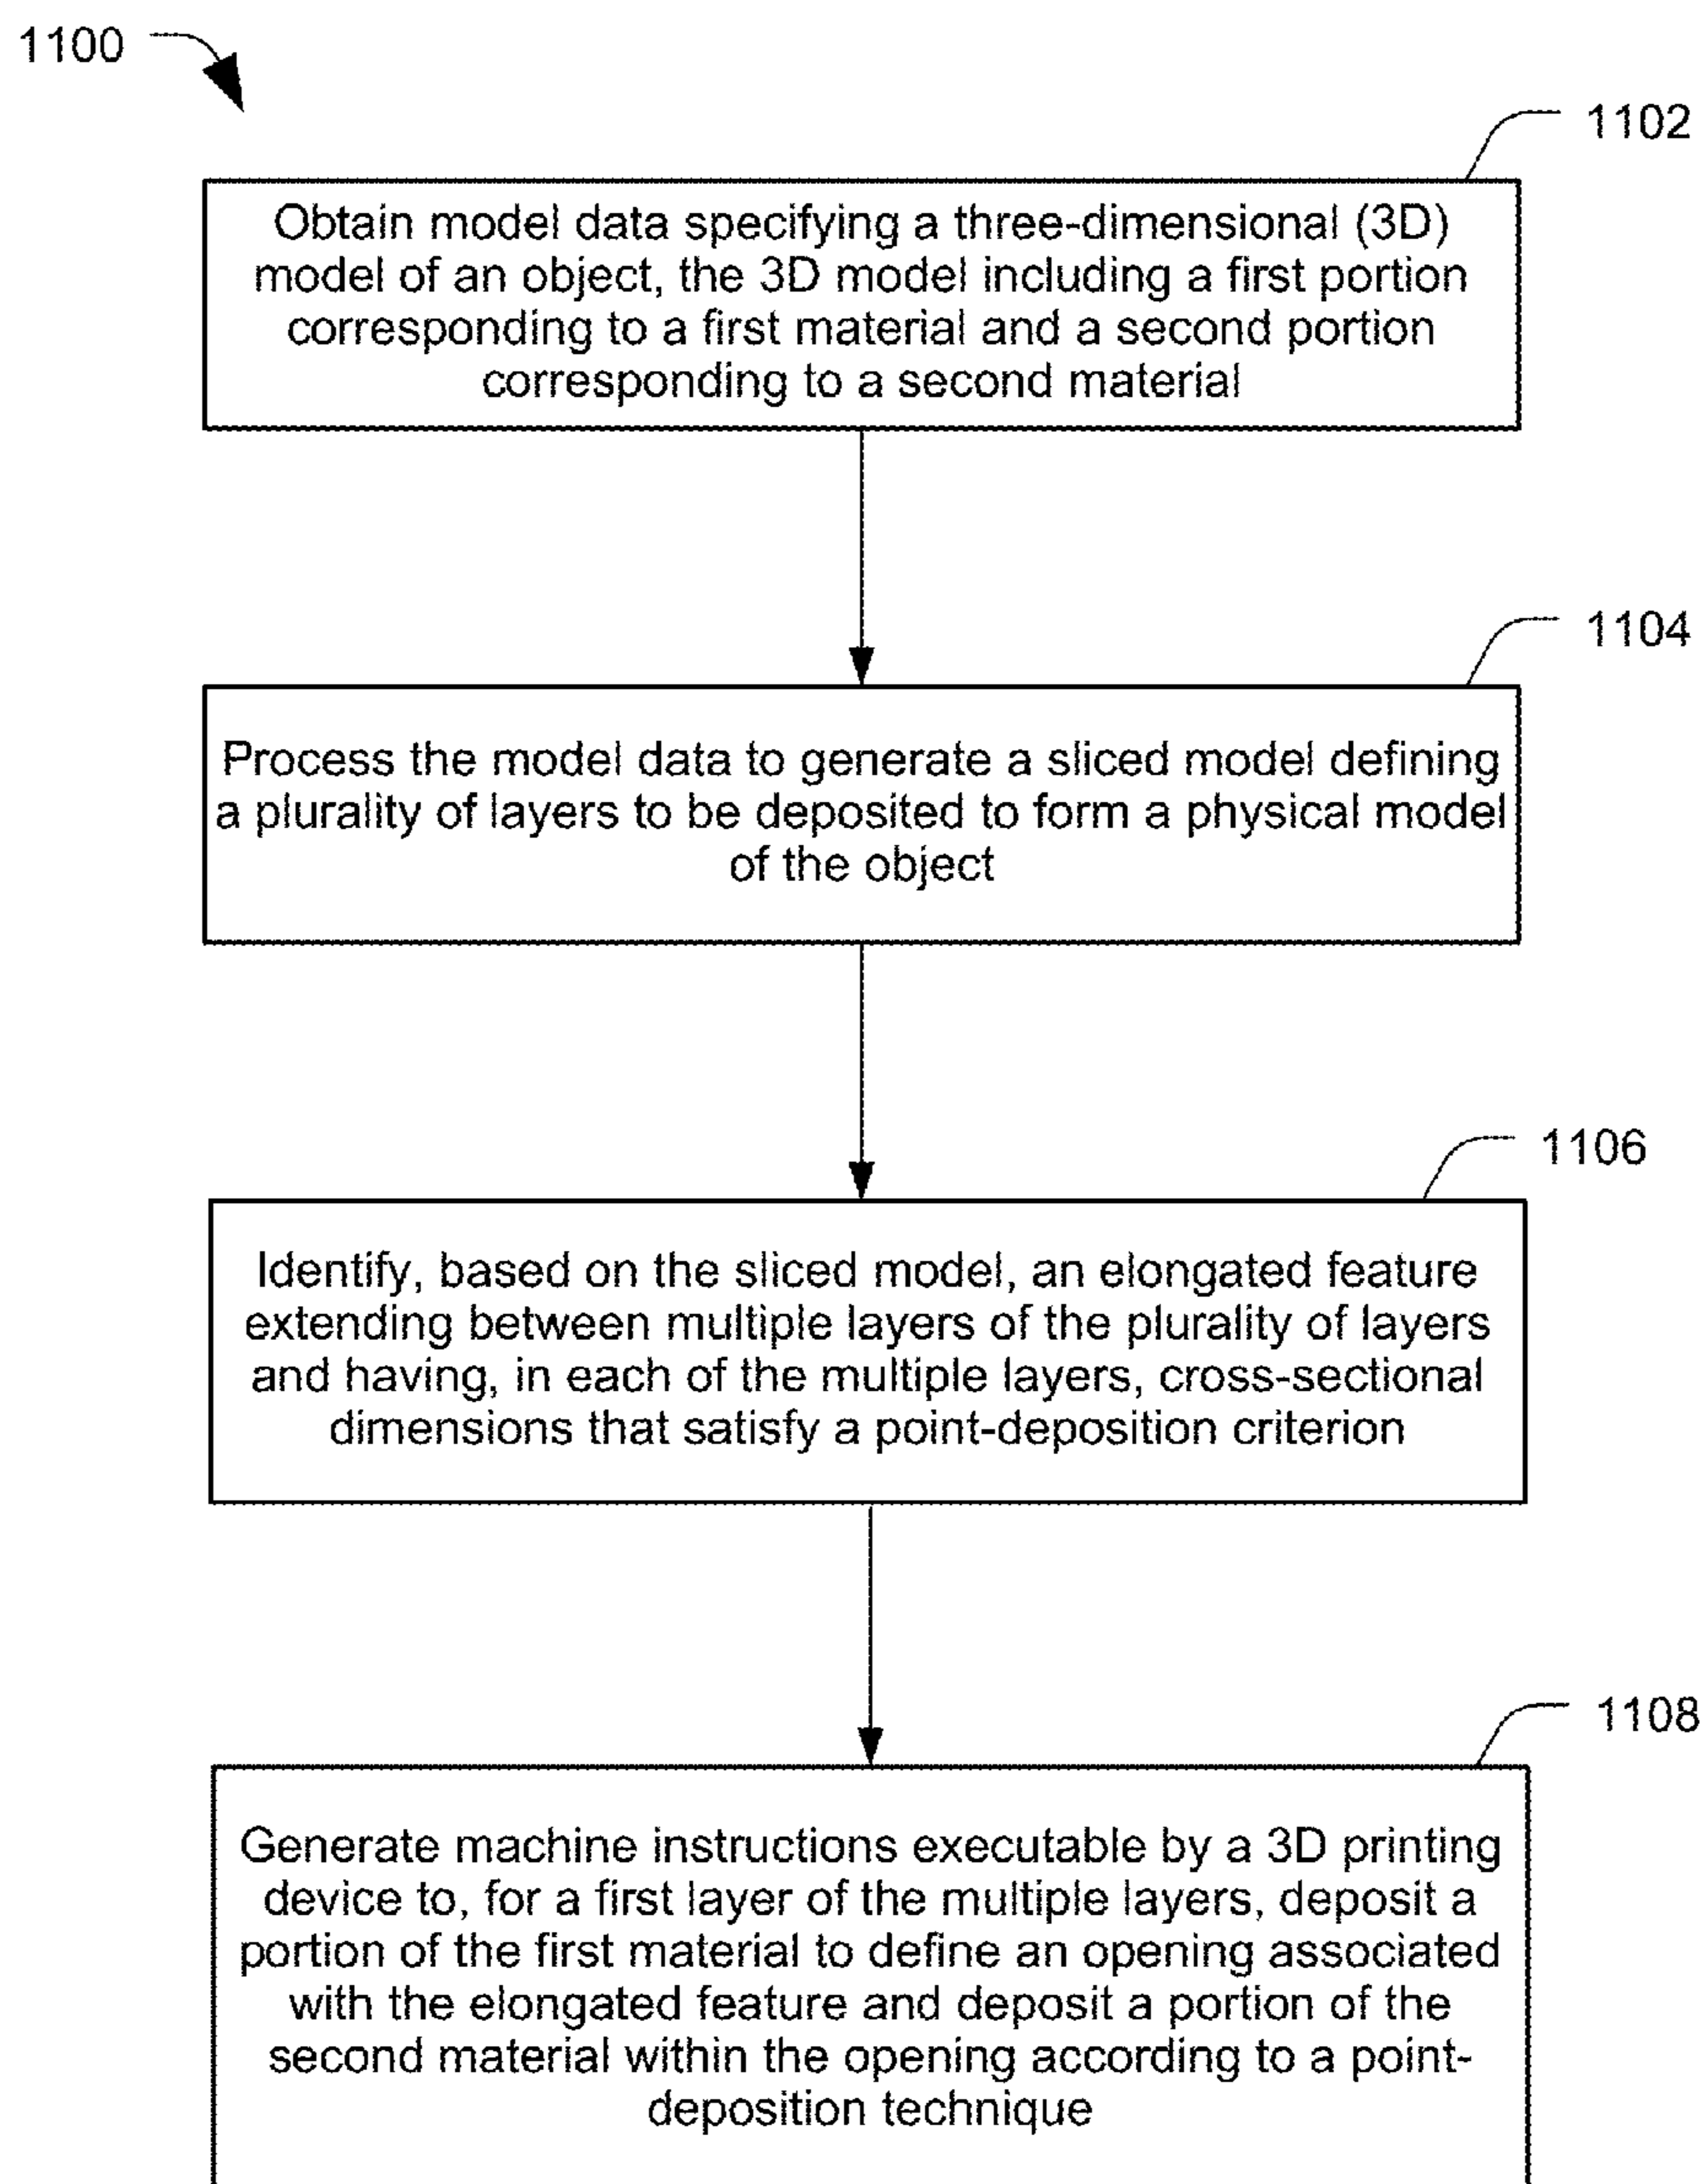 1100
1102
Obtain model data specifying a three-dimensional (3D)
model of an object, the 3D model including a first portion
corresponding to a first material and a second portion
corresponding to a second material
1104
Process the model data to generate a sliced model defining
a plurality of layers to be deposited to form a physical model
of the object
1106
Identify, based on the sliced model, an elongated feature
extending between multiple layers of the plurality of layers
and having, in each of the multiple layers, cross-sectional
dimensions that satisfy a point-deposition criterion
1108
Generate machine instructions executable by a 3D printing
device to, for a first layer of the multiple layers, deposit a
portion of the first material to define an opening associated
with the elongated feature and deposit a portion of the
second material within the opening according to a point-
deposition technique